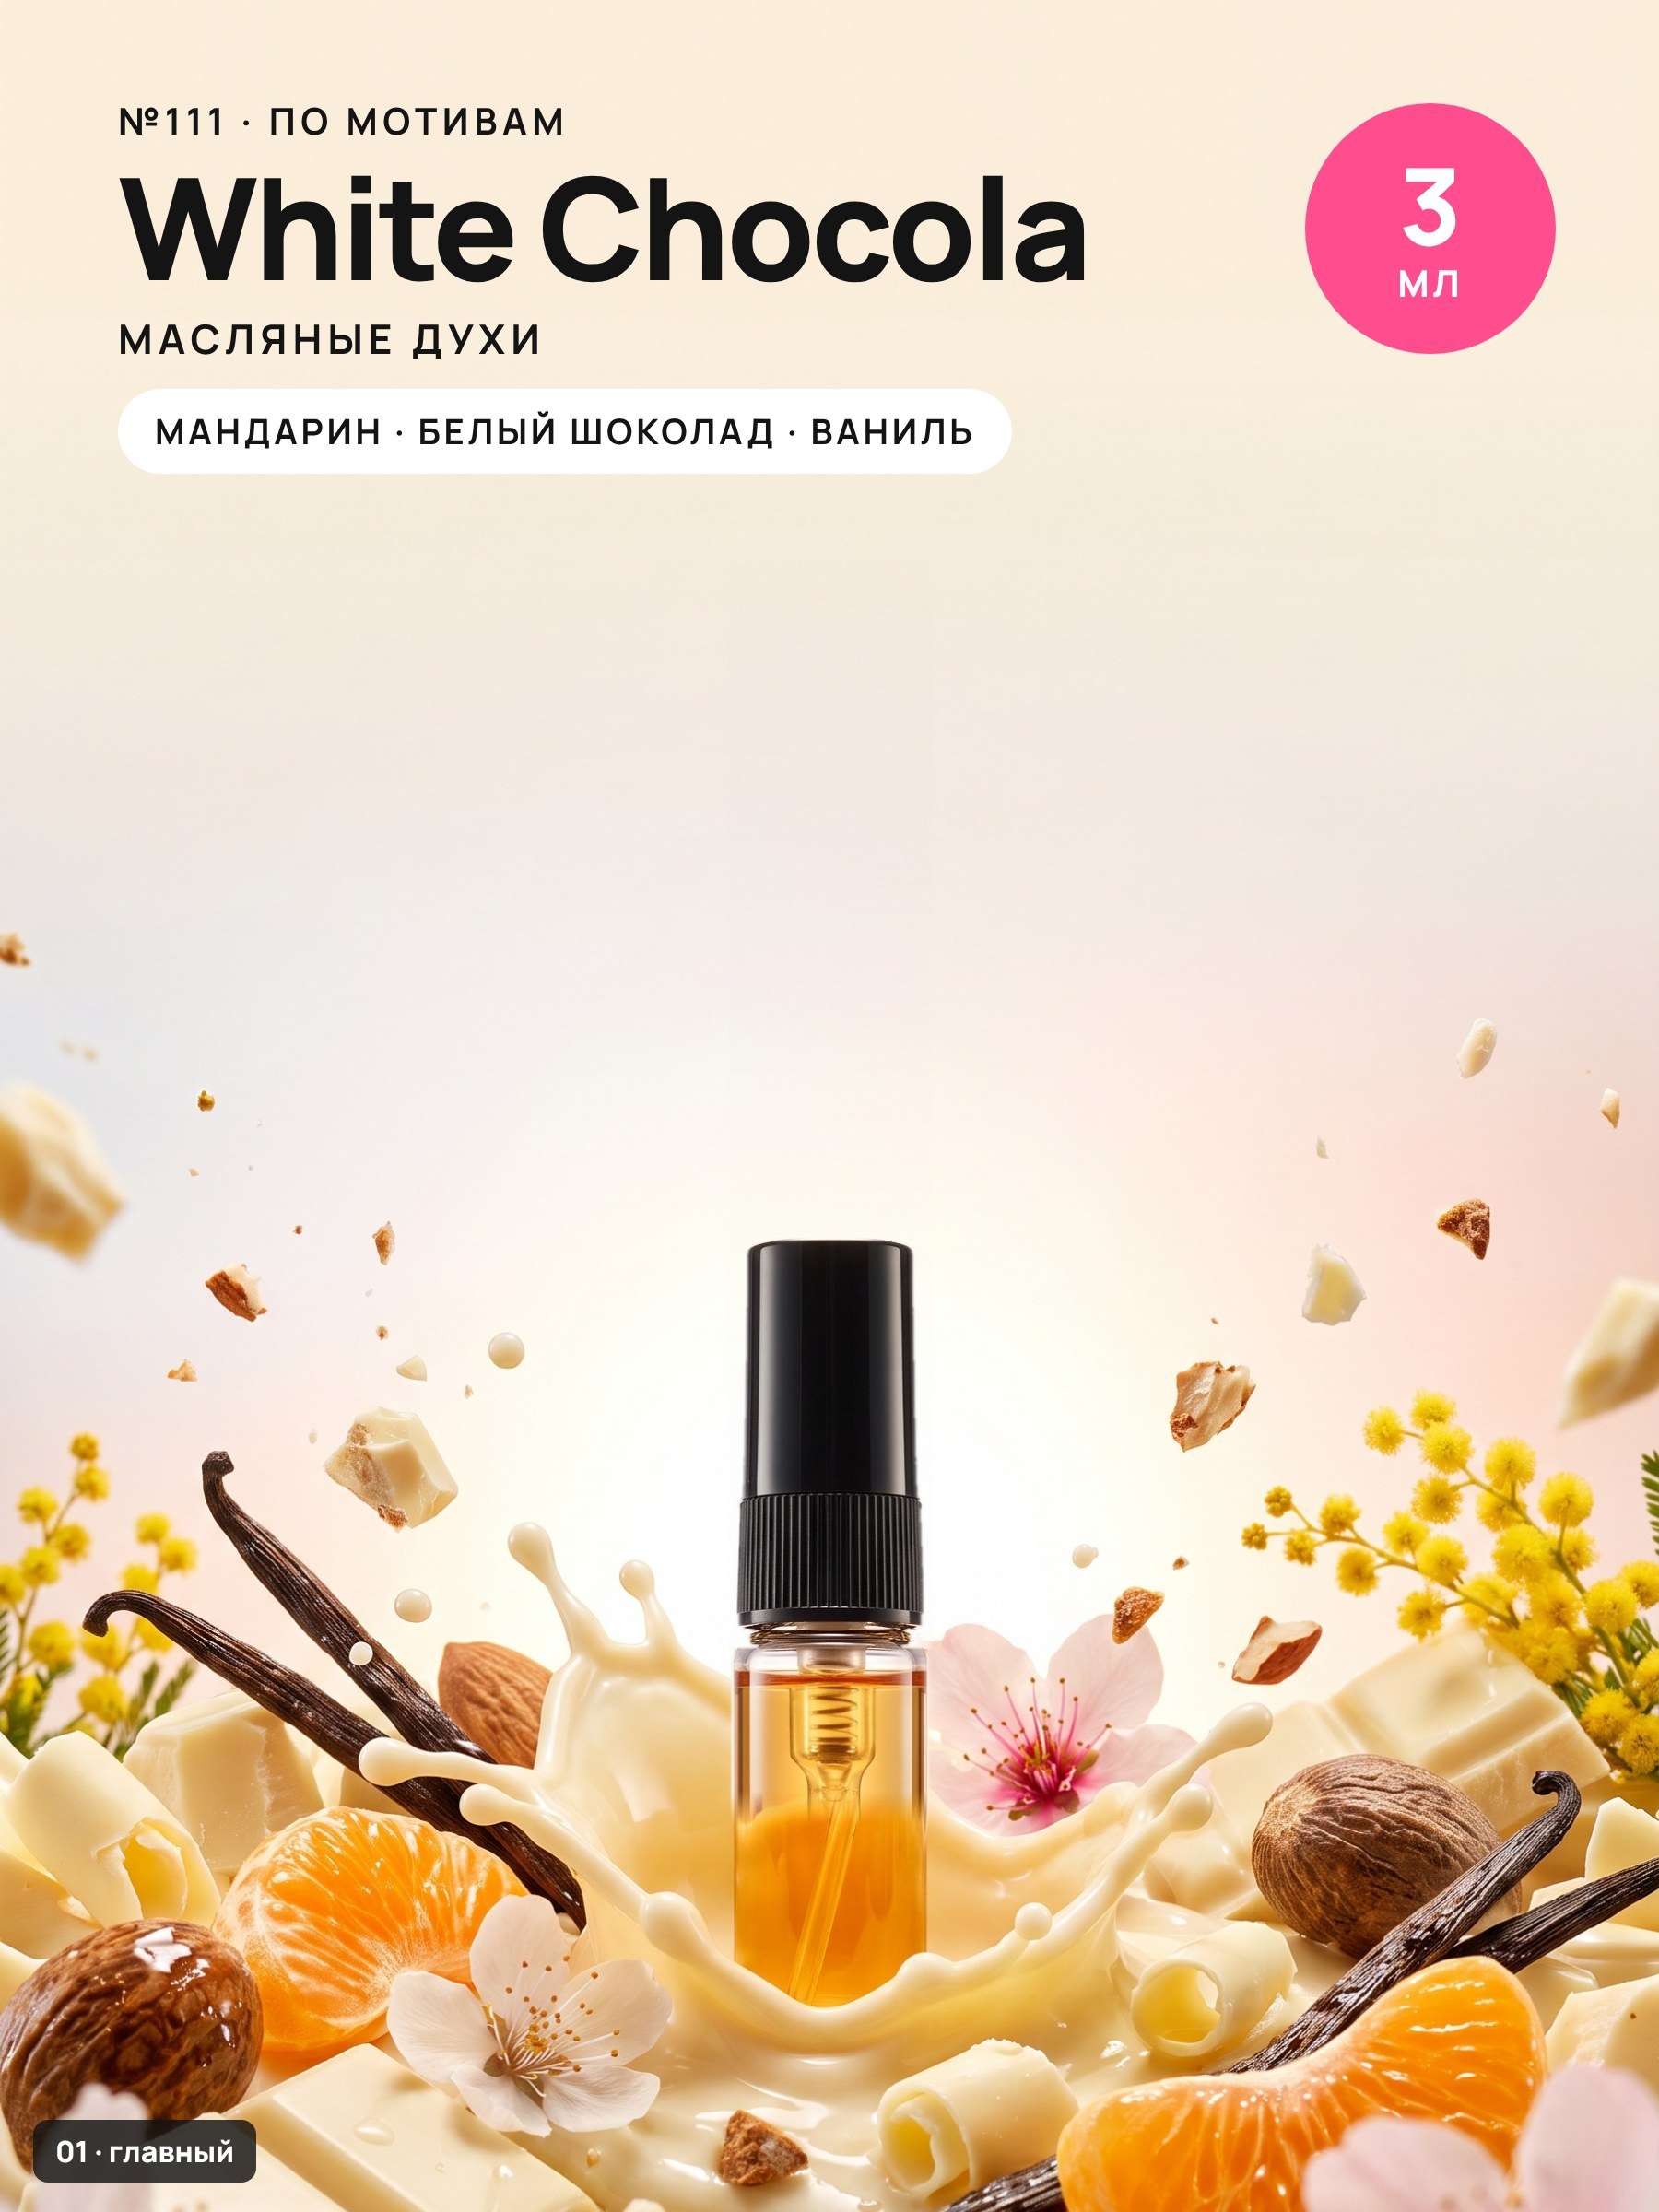 №111 · ПО МОТИВАМ
White Chocola
МАСЛЯНЫЕ ДУХИ
МАНДАРИН · БЕЛЫЙ ШОКОЛАД · ВАНИЛЬ
3
МЛ
01 · главный